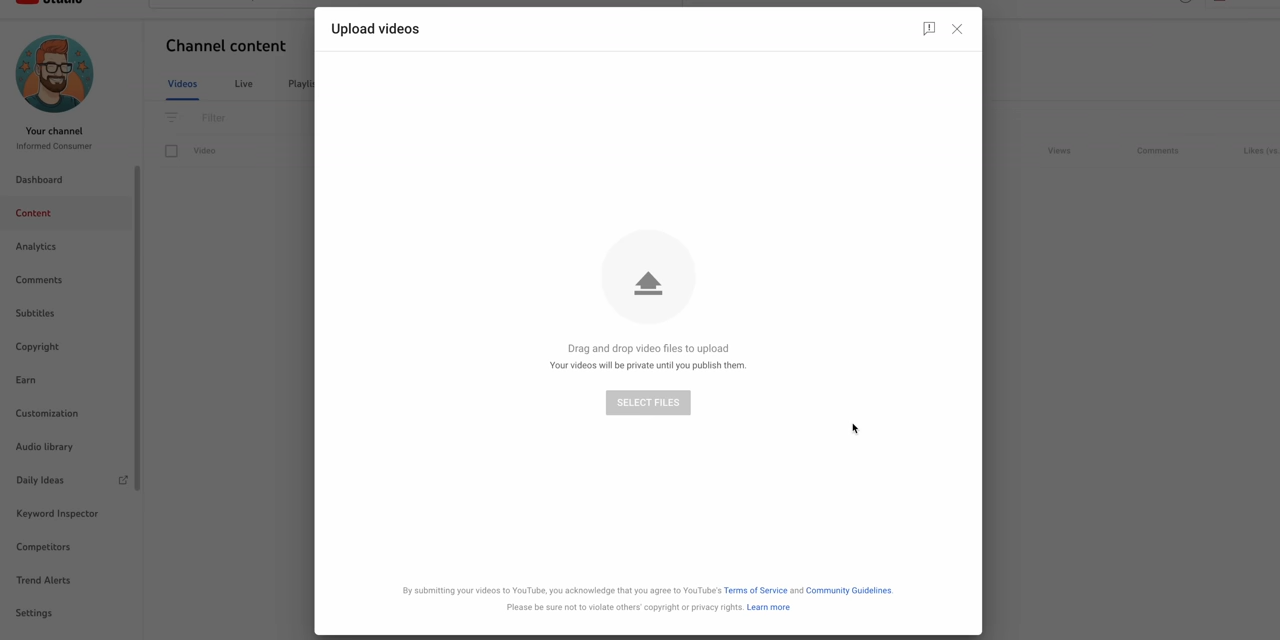 Studio
Upload videos
Channel content
Videos
Live
Filter
Video
Views
Comments
Likes
Your channel
Informed Consumer
Dashboard
Content
Analytics
Comments
Subtitles
Copyright
Earn
Customization
Audio library
Daily Ideas
Keyword Inspector
Competitors
Trend Alerts
Settings
Drag and drop video files to upload
Your videos will be private until you publish them.
SELECT FILES
By submitting your videos to YouTube, you acknowledge that you agree to YouTube's Terms of Service and Community Guidelines.
Please be sure not to violate others' copyright or privacy rights. Learn more